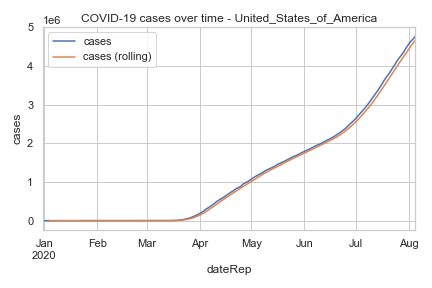 COVID-19 cases over time - United_States_of_America
1e6
5
4
3
2
1
0
cases
cases
cases (rolling)
Jan
2020
Feb
Mar
Apr
May
Jun
Jul
Aug
dateRep